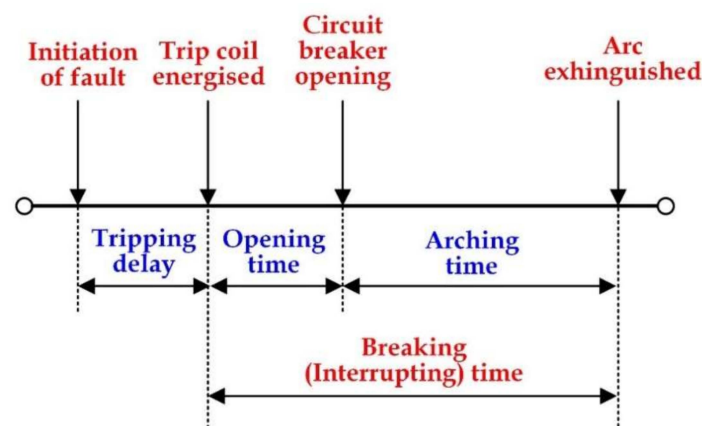 Initiation
of fault
Trip coil
energised
Circuit
breaker
opening
Arc
exhinguished
Tripping
delay
Opening
time
Arching
time
Breaking
(Interrupting) time